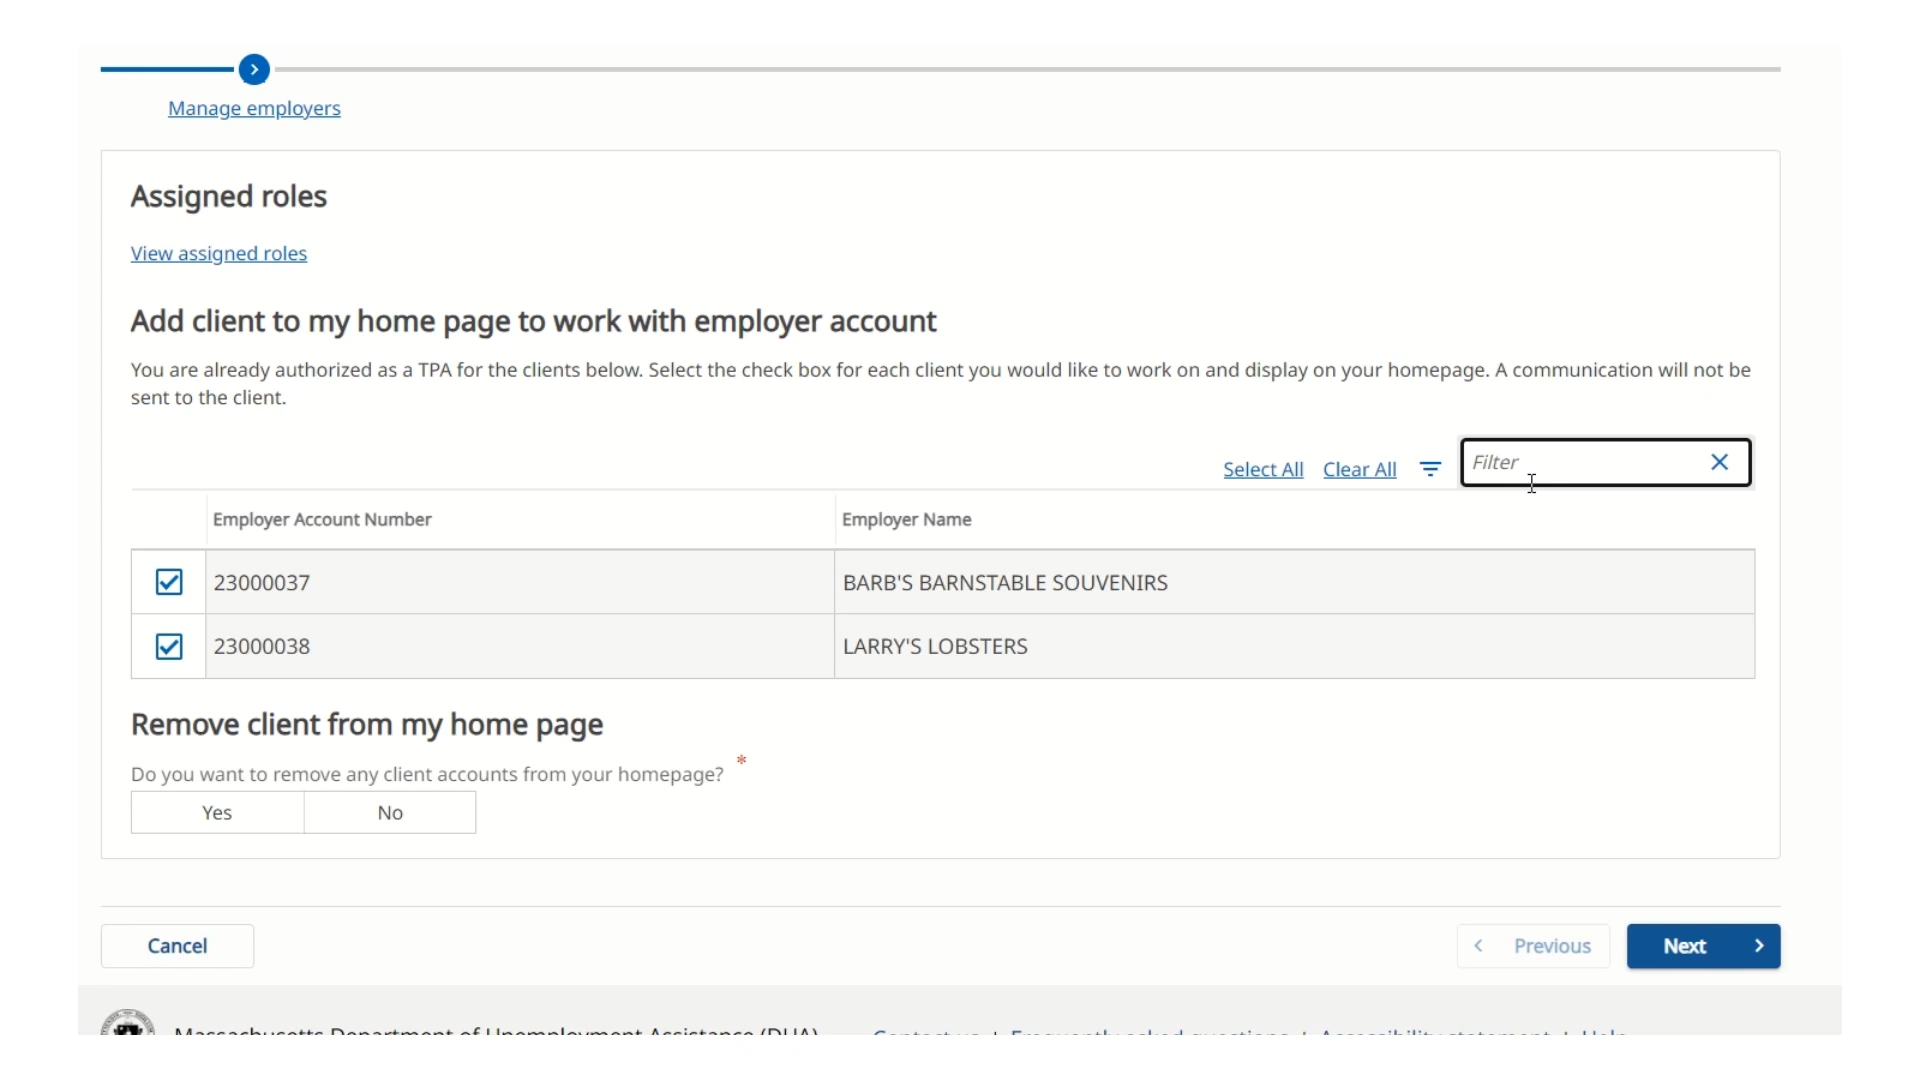 Manage employers
Assigned roles
View assigned roles
Add client to my home page to work with employer account
You are already authorized as a TPA for the clients below. Select the check box for each client you would like to work on and display on your homepage. A communication will not be
sent to the client.
Select All Clear All Filter
Employer Account Number Employer Name
23000037 BARB'S BARNSTABLE SOUVENIRS
23000038 LARRY'S LOBSTERS
Remove client from my home page
Do you want to remove any client accounts from your homepage? *
Yes No
Cancel Previous Next
Massachusetts Department of Unemployment Assistance (DUA) Contact us | Frequently asked questions | Accessibility statement | Help